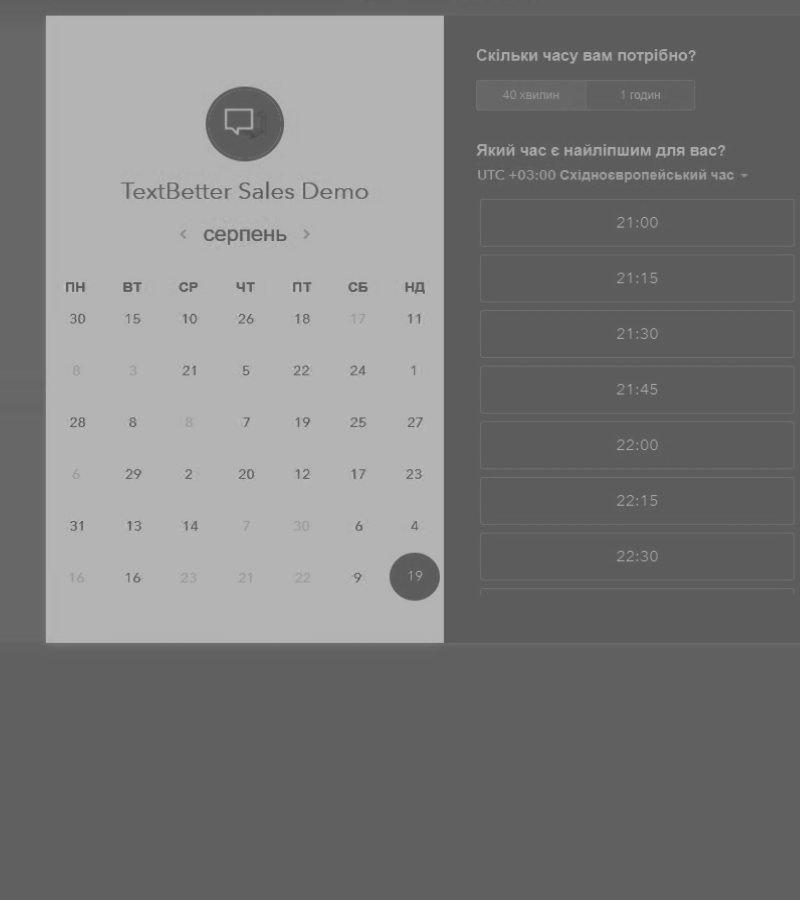 TextBetter Sales Demo
серпень
ПН ВТ СР ЧТ ПТ СБ НД
30 15 10 26 18 17 11
8 3 21 5 22 24 1
28 8 8 7 19 25 27
6 29 2 20 12 17 23
31 13 14 7 30 6 4
16 16 23 21 22 9 19
Скільки часу вам потрібно?
40 хвилин 1 годин
Який час є найліпшим для вас?
UTC +03:00 Східноєвропейський час
21:00
21:15
21:30
21:45
22:00
22:15
22:30